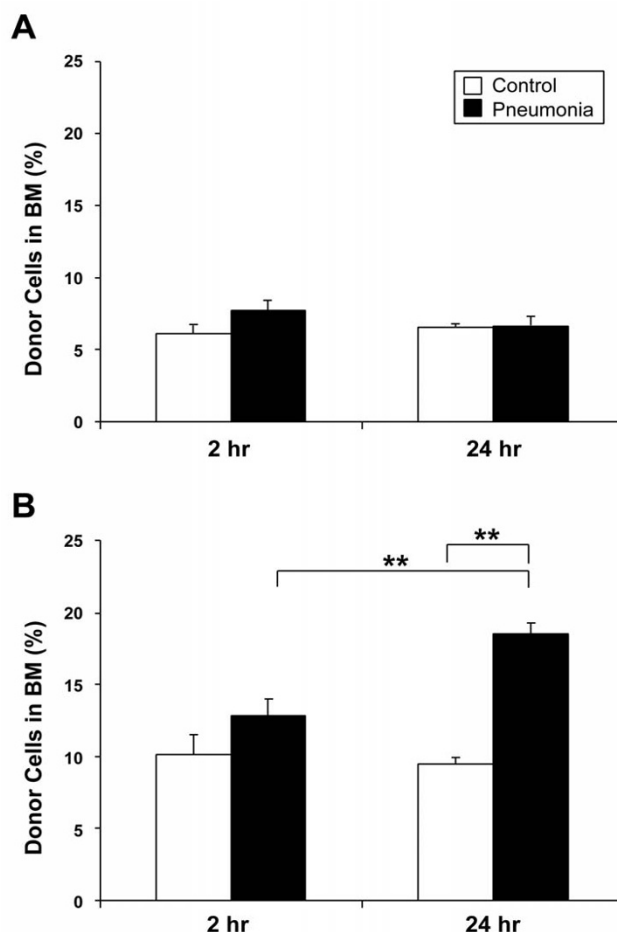 A
25
20
15
10
5
0
Donor Cells in BM (%)
Control
Pneumonia
2 hr
24 hr
B
25
20
15
10
5
0
Donor Cells in BM (%)
**
**
2 hr
24 hr